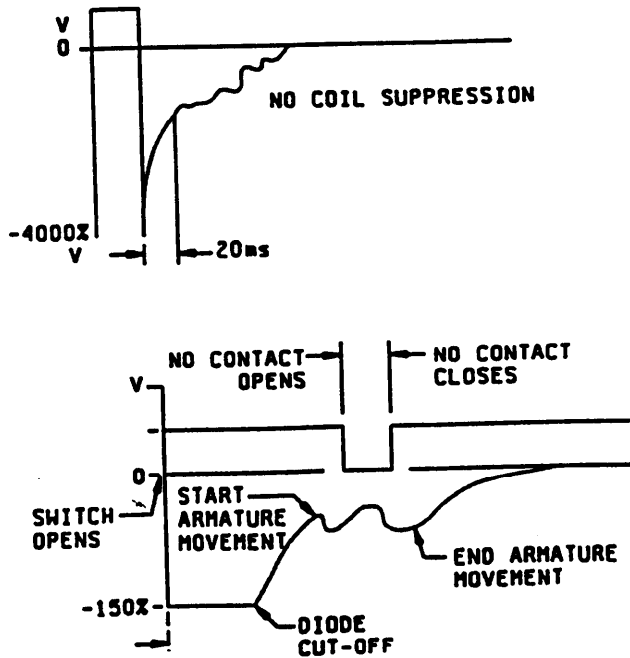 V
0
NO COIL SUPPRESSION
-4000%
V
20ms
NO CONTACT
OPENS
NO CONTACT
CLOSES
V
0
START
ARMATURE
MOVEMENT
SWITCH
OPENS
END ARMATURE
MOVEMENT
-150%
DIODE
CUT-OFF